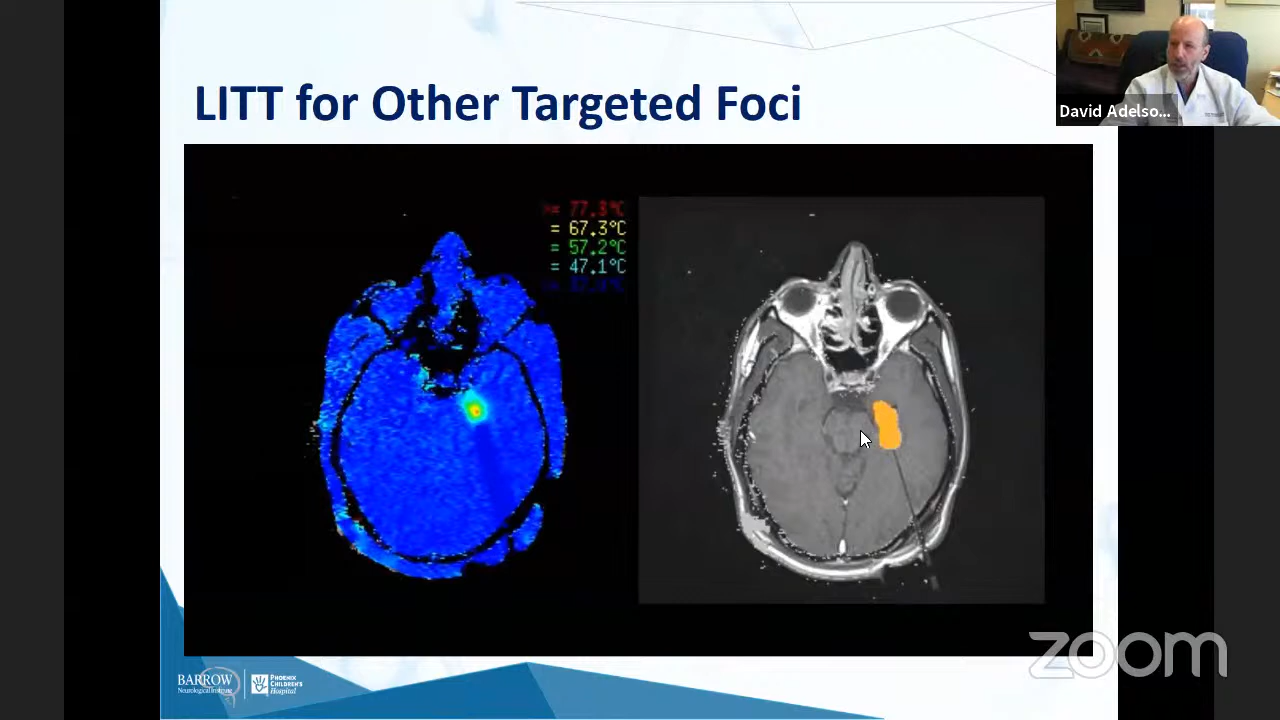 LITT for Other Targeted Foci
David Adelso...
>= 77.3°C
= 67.3°C
= 57.2°C
= 47.1°C
BARROW
Neurological Institute
PHOENIX
CHILDREN'S
Hospital
zoom